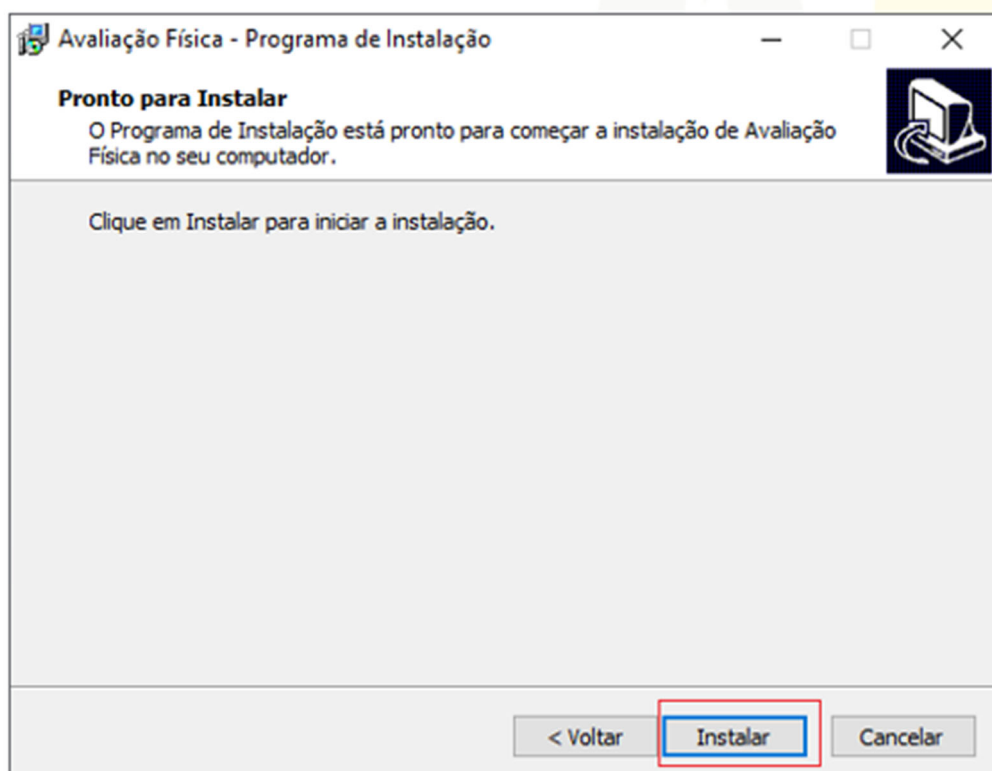 Avaliação Física - Programa de Instalação
Pronto para Instalar
O Programa de Instalação está pronto para começar a instalação de Avaliação
Física no seu computador.
Clique em Instalar para iniciar a instalação.
< Voltar Instalar Cancelar